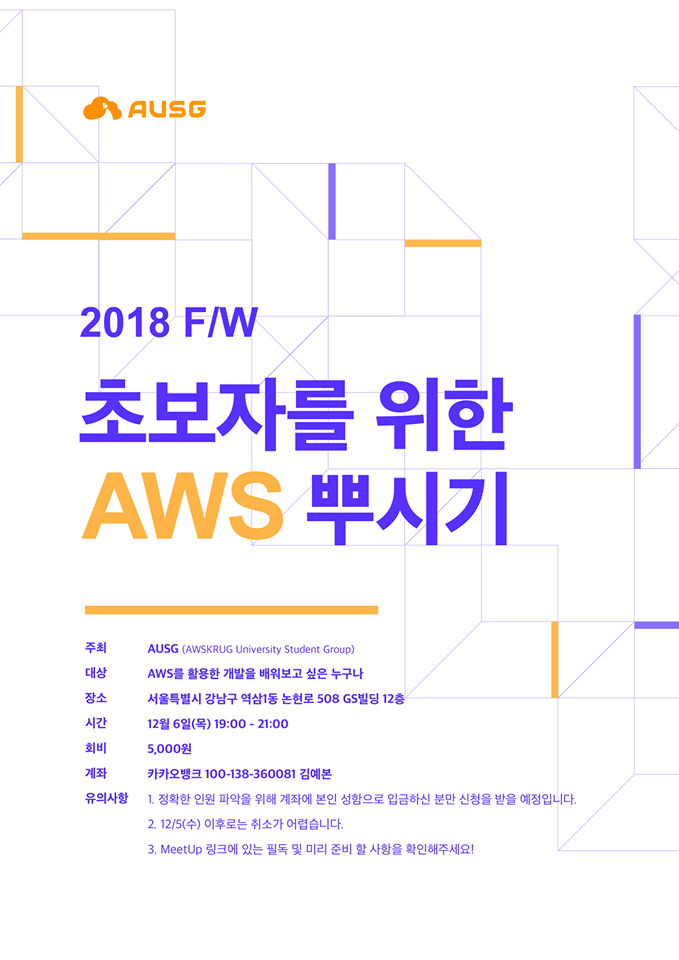 AUSG
2018 F/W
초보자를 위한
AWS 뿌시기
주최 AUSG (AWSKRUG University Student Group)
대상 AWS를 활용한 개발을 배워보고 싶은 누구나
장소 서울특별시 강남구 역삼1동 논현로 508 GS빌딩 12층
시간 12월 6일(목) 19:00 - 21:00
회비 5,000원
계좌 카카오뱅크 100-138-360081 김예본
유의사항 1. 정확한 인원 파악을 위해 계좌에 본인 성함으로 입금하신 분만 신청을 받을 예정입니다.
2. 12/5(수) 이후로는 취소가 어렵습니다.
3. MeetUp 링크에 있는 필독 및 미리 준비 할 사항을 확인해주세요!